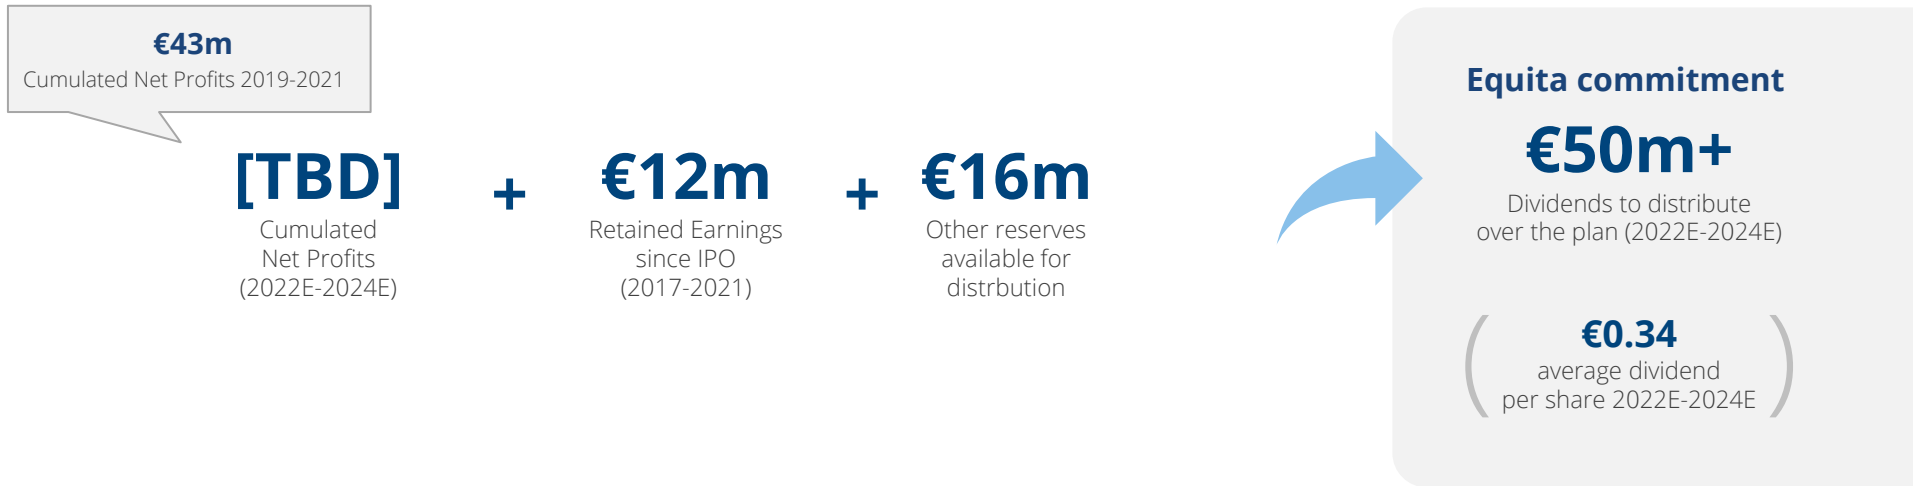 €43m
Cumulated Net Profits 2019-2021
[TBD]
Cumulated
Net Profits
(2022E-2024E)
+
€12m
Retained Earnings
since IPO
(2017-2021)
+
€16m
Other reserves
available for
distrbution
Equita commitment
€50m+
Dividends to distribute
over the plan (2022E-2024E)
(
€0.34
average dividend
per share 2022E-2024E
)